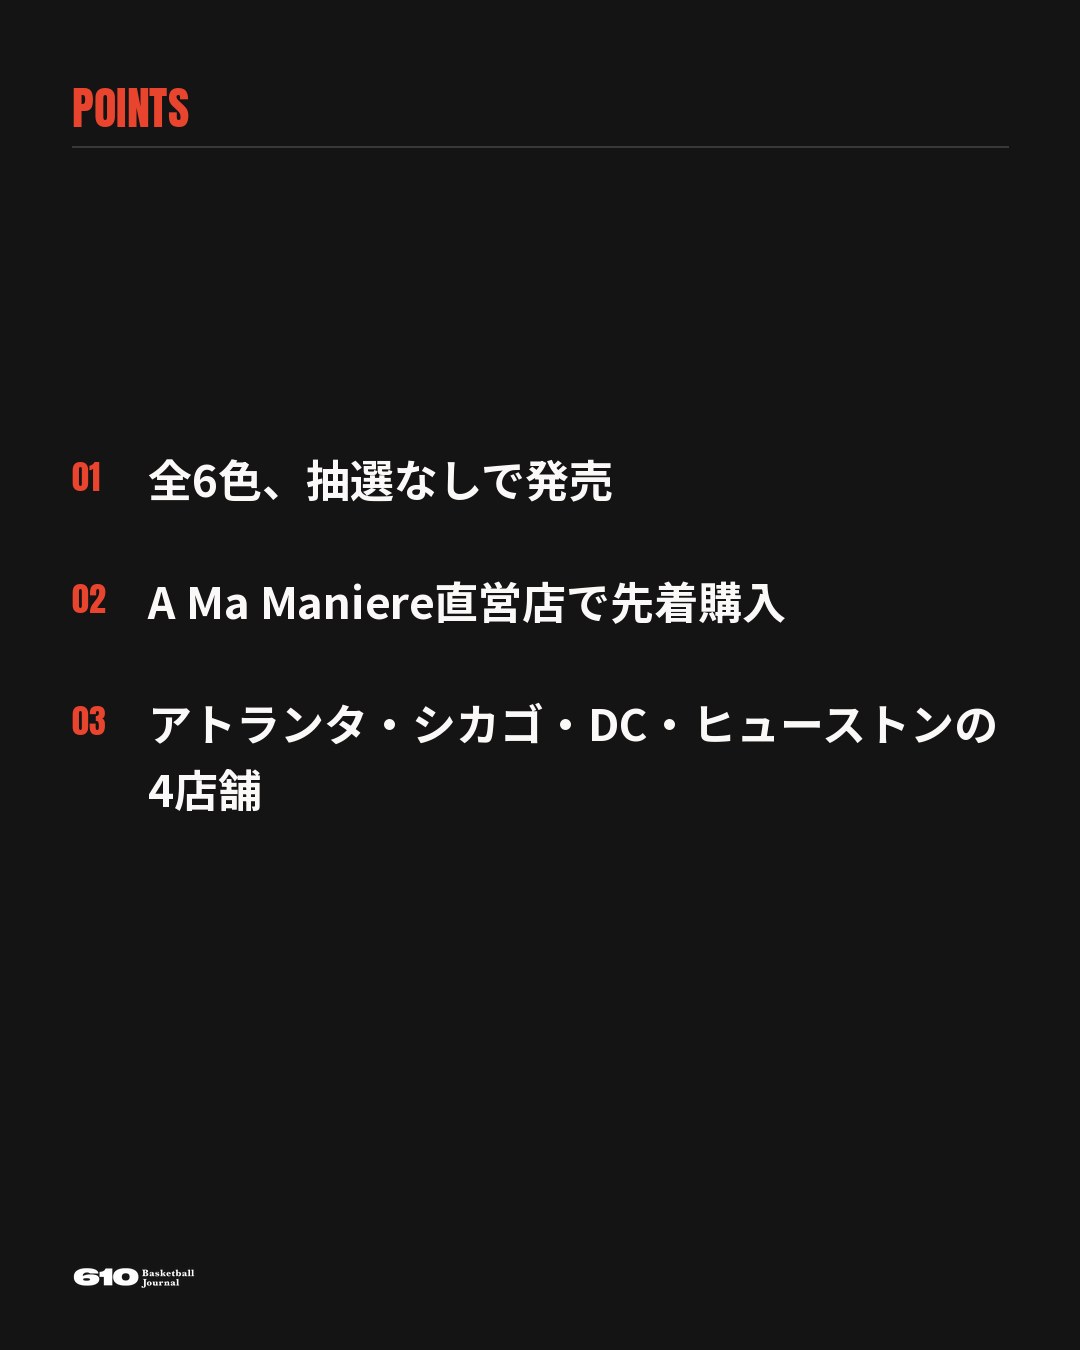 POINTS
01 全6色、抽選なしで発売
02 A Ma Maniere直営店で先着購入
03 アトランタ・シカゴ・DC・ヒューストンの
4店舗
610 Basketball
Journal